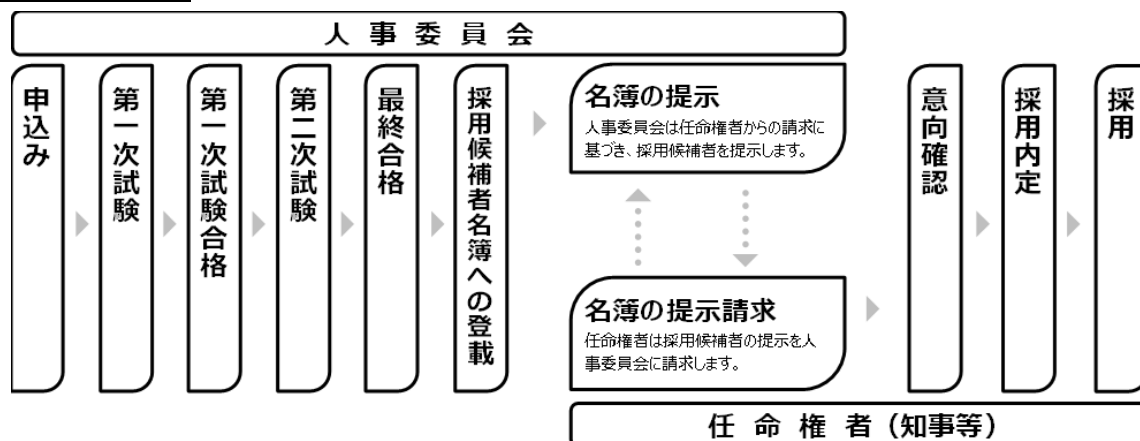 人事委員会
申込み
第一次試験
第一次試験合格
第二次試験
最終合格
採用候補者名簿への登載
名簿の提示
人事委員会は任命権者からの請求に
基づき、採用候補者を提示します。
名簿の提示請求
任命権者は採用候補者の提示を人
事委員会に請求します。
意向確認
採用内定
採用
任命権者（知事等）